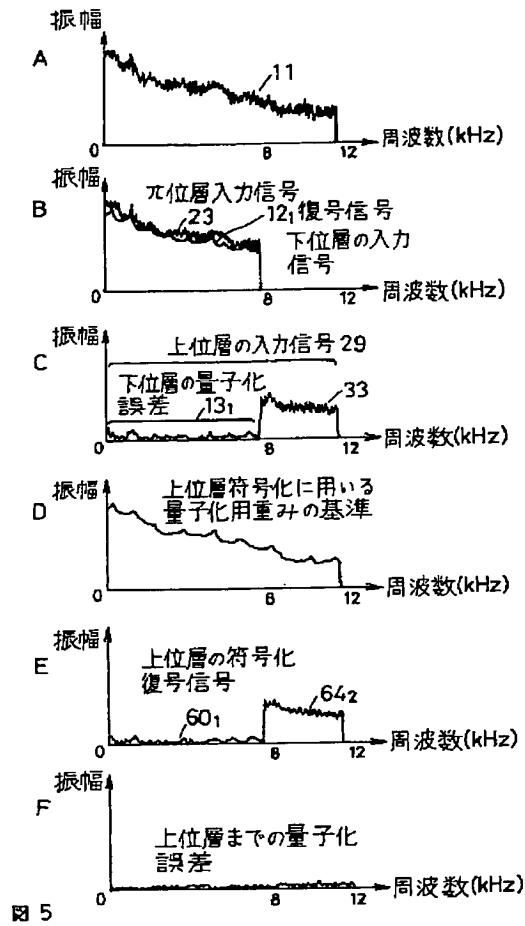 振幅
A
11
0
8
12
周波数(kHz)
振幅
B
π位層入力信号
23
12₁復号信号
下位層の入力
信号
0
8
12
周波数(kHz)
C
振幅
上位層の入力信号29
下位層の量子化
誤差
13₁
33
0
8
12
周波数(kHz)
D
振幅
上位層符号化に用いる
量子化用重みの基準
0
8
12
周波数(kHz)
E
振幅
上位層の符号化
復号信号
60₁
64₂
0
8
12
周波数(kHz)
F
振幅
上位層までの量子化
誤差
0
8
12
周波数(kHz)
図 5